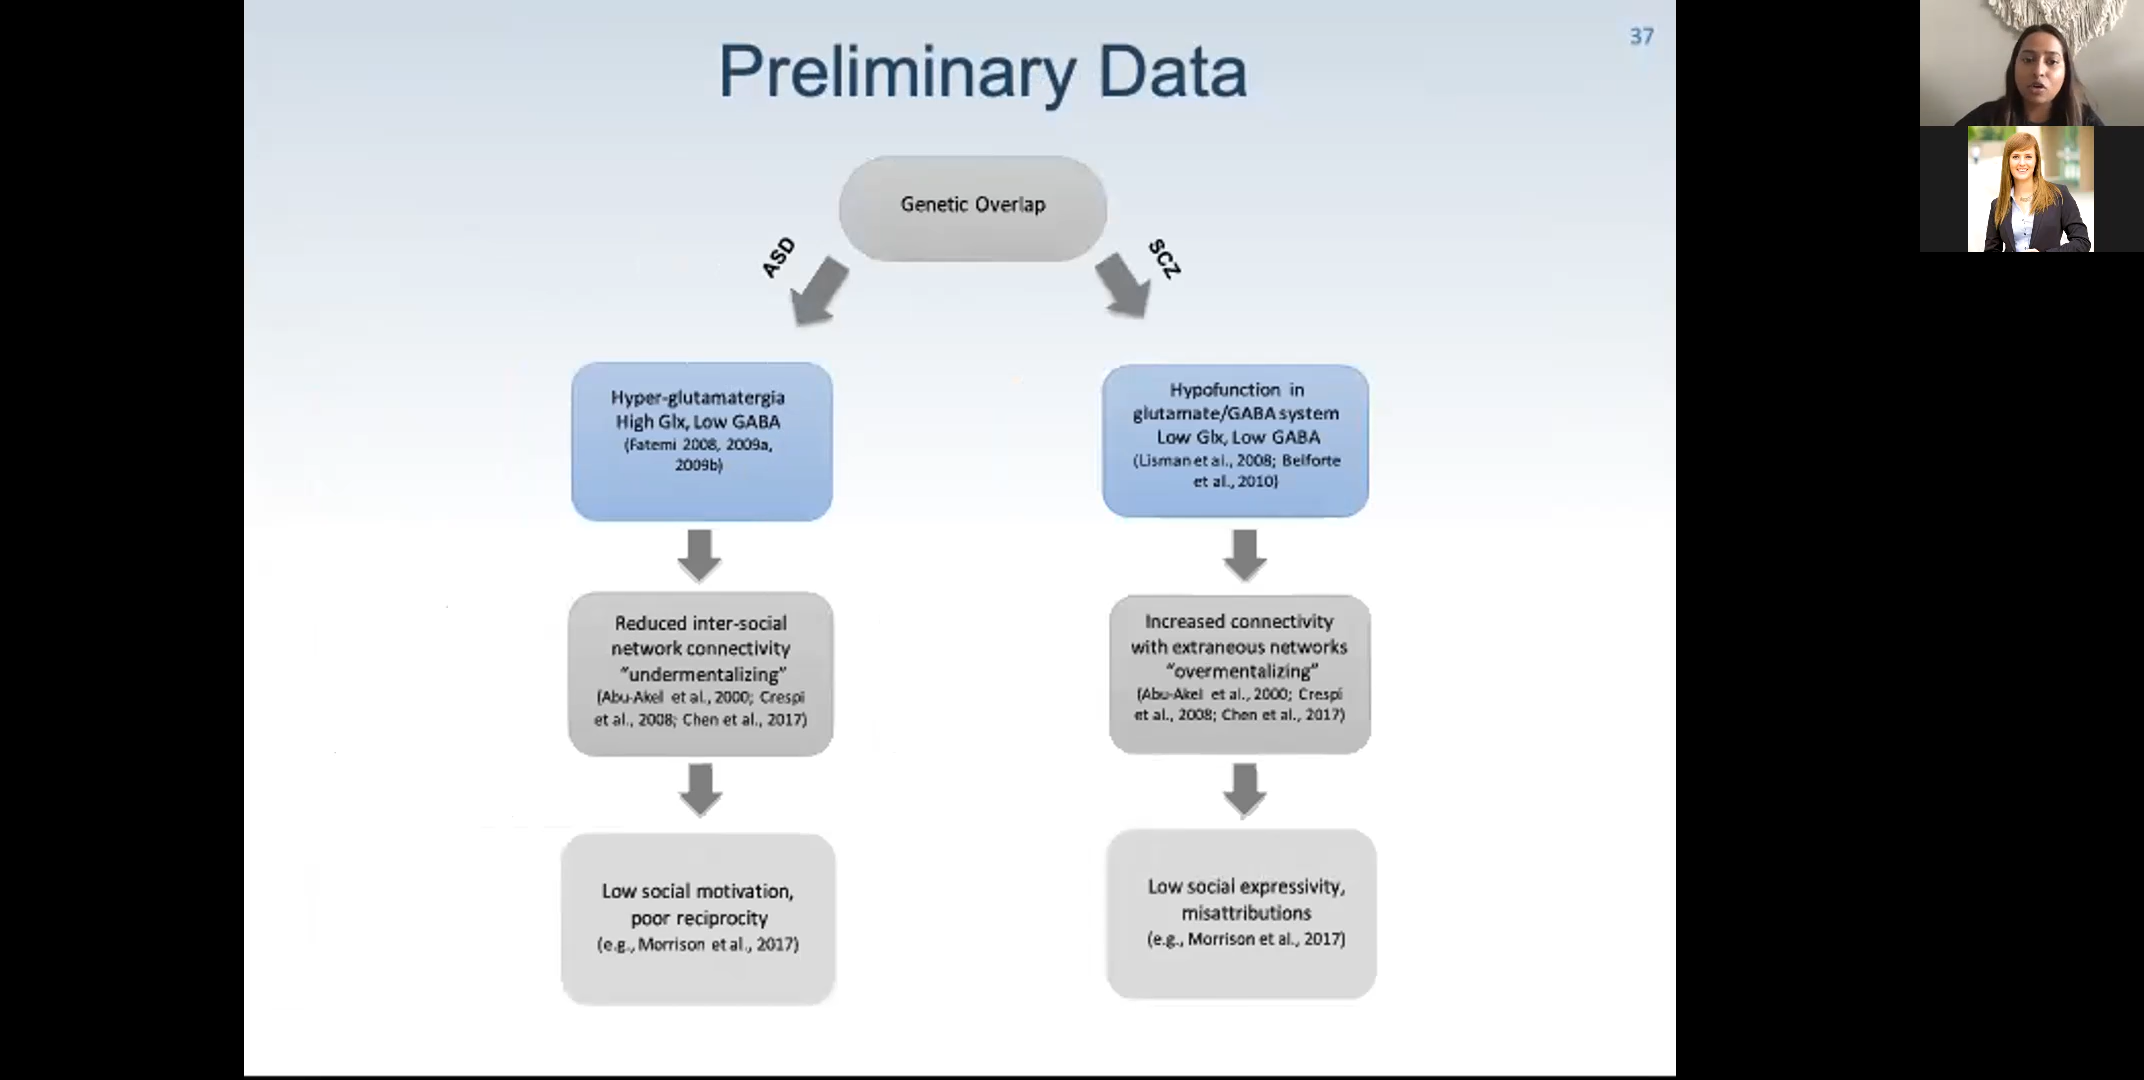 Preliminary Data
37
Genetic Overlap
ASD
SCZ
Hyper-glutamatergia
High Glx, Low GABA
(Fatemi 2008, 2009a,
2009b)
Hypofunction in
glutamate/GABA system
Low Glx, Low GABA
(Lisman et al., 2008; Belforte
et al., 2010)
Reduced inter-social
network connectivity
“undermentalizing”
(Abu-Akel et al., 2000; Crespi
et al., 2008; Chen et al., 2017)
Increased connectivity
with extraneous networks
“overmentalizing”
(Abu-Akel et al., 2000; Crespi
et al., 2008; Chen et al., 2017)
Low social motivation,
poor reciprocity
(e.g., Morrison et al., 2017)
Low social expressivity,
misattributions
(e.g., Morrison et al., 2017)